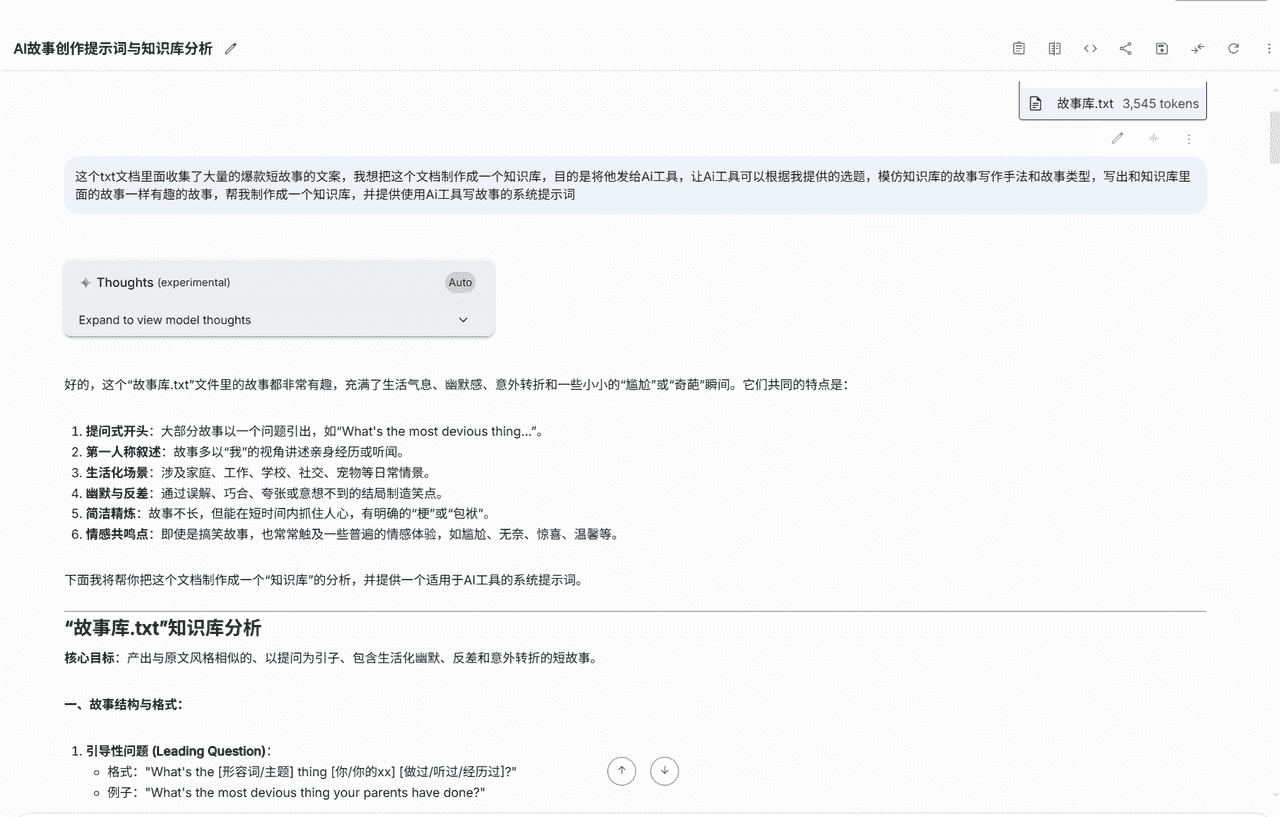 AI故事创作提示词与知识库分析
故事库.txt 3,545 tokens
这个txt文档里面收集了大量的爆款短故事的文案，我想把这个文档制作成一个知识库，目的是将他发给Ai工具，让Ai工具可以根据我提供的选题，模仿知识库的故事写作手法和故事类型，写出和知识库里
面的故事一样有趣的故事，帮我制作成一个知识库，并提供使用Ai工具写故事的系统提示词
Thoughts (experimental) Auto
Expand to view model thoughts
好的，这个“故事库.txt”文件里的故事都非常有趣，充满了生活气息、幽默感、意外转折和一些小小的“尴尬”或“奇葩”瞬间。它们共同的特点是：
1. 提问式开头：大部分故事以一个问题引出，如“What's the most devious thing...”。
2. 第一人称叙述：故事多以“我”的视角讲述亲身经历或听闻。
3. 生活化场景：涉及家庭、工作、学校、社交、宠物等日常情景。
4. 幽默与反差：通过误解、巧合、夸张或意想不到的结局制造笑点。
5. 简洁精炼：故事不长，但能在短时间内抓住人心，有明确的“梗”或“包袱”。
6. 情感共鸣点：即使是搞笑故事，也常常触及一些普遍的情感体验，如尴尬、无奈、惊喜、温馨等。
下面我将帮你把这个文档制作成一个“知识库”的分析，并提供一个适用于AI工具的系统提示词。
“故事库.txt”知识库分析
核心目标：产出与原文风格相似的、以提问为引子、包含生活化幽默、反差和意外转折的短故事。
一、故事结构与格式：
1. 引导性问题 (Leading Question)：
格式："What's the [形容词/主题] thing [你/你的xx] [做过/听过/经历过]?"
例子："What's the most devious thing your parents have done?"